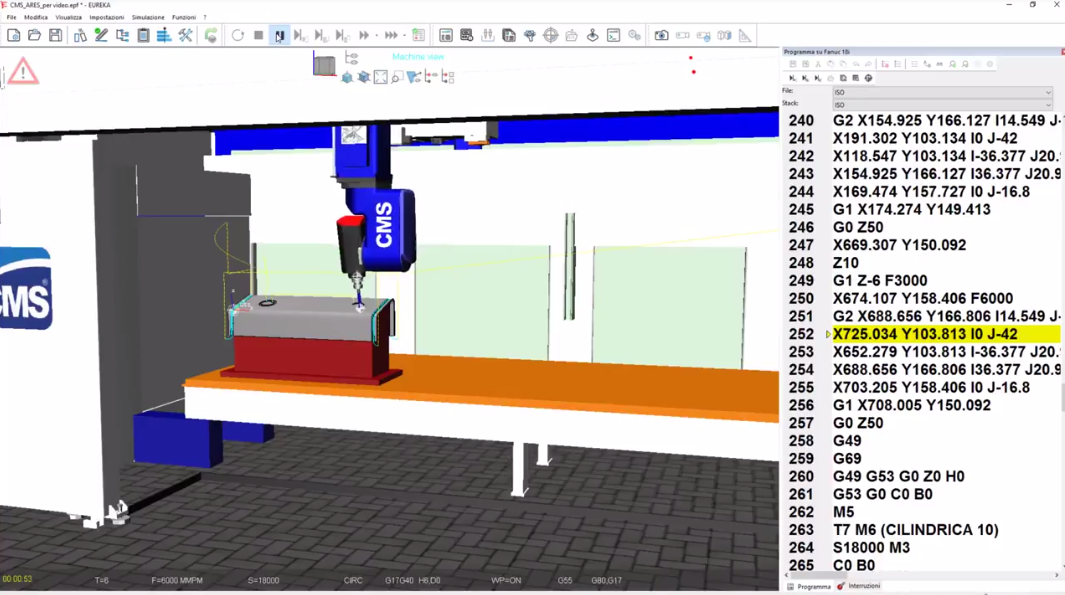 CMS_ARES_per video.epf * - EUREKA
File Modifica Visualizza Impostazioni Simulazione Funzioni ?
Machine view
CMS
CMS
Programma su Fanuc 18i
File: ISO
Stack: ISO
240 G2 X154.925 Y166.127 I14.549 J-
241 X191.302 Y103.134 I0 J-42
242 X118.547 Y103.134 I-36.377 J20.9
243 X154.925 Y166.127 I36.377 J20.9
244 X169.474 Y157.727 I0 J-16.8
245 G1 X174.274 Y149.413
246 G0 Z50
247 X669.307 Y150.092
248 Z10
249 G1 Z-6 F3000
250 X674.107 Y158.406 F6000
251 G2 X688.656 Y166.806 I14.549 J-
252 X725.034 Y103.813 I0 J-42
253 X652.279 Y103.813 I-36.377 J20.
254 X688.656 Y166.806 I36.377 J20.9
255 X703.205 Y158.406 I0 J-16.8
256 G1 X708.005 Y150.092
257 G0 Z50
258 G49
259 G69
260 G49 G53 G0 Z0 H0
261 G53 G0 C0 B0
262 M5
263 T7 M6 (CILINDRICA 10)
264 S18000 M3
265 C0 B0
Programma Interruzioni
00:00:53 T=6 F=6000 MMPM S=18000 CIRC G17G40 H6,D0 WP=ON G55 G80,G17